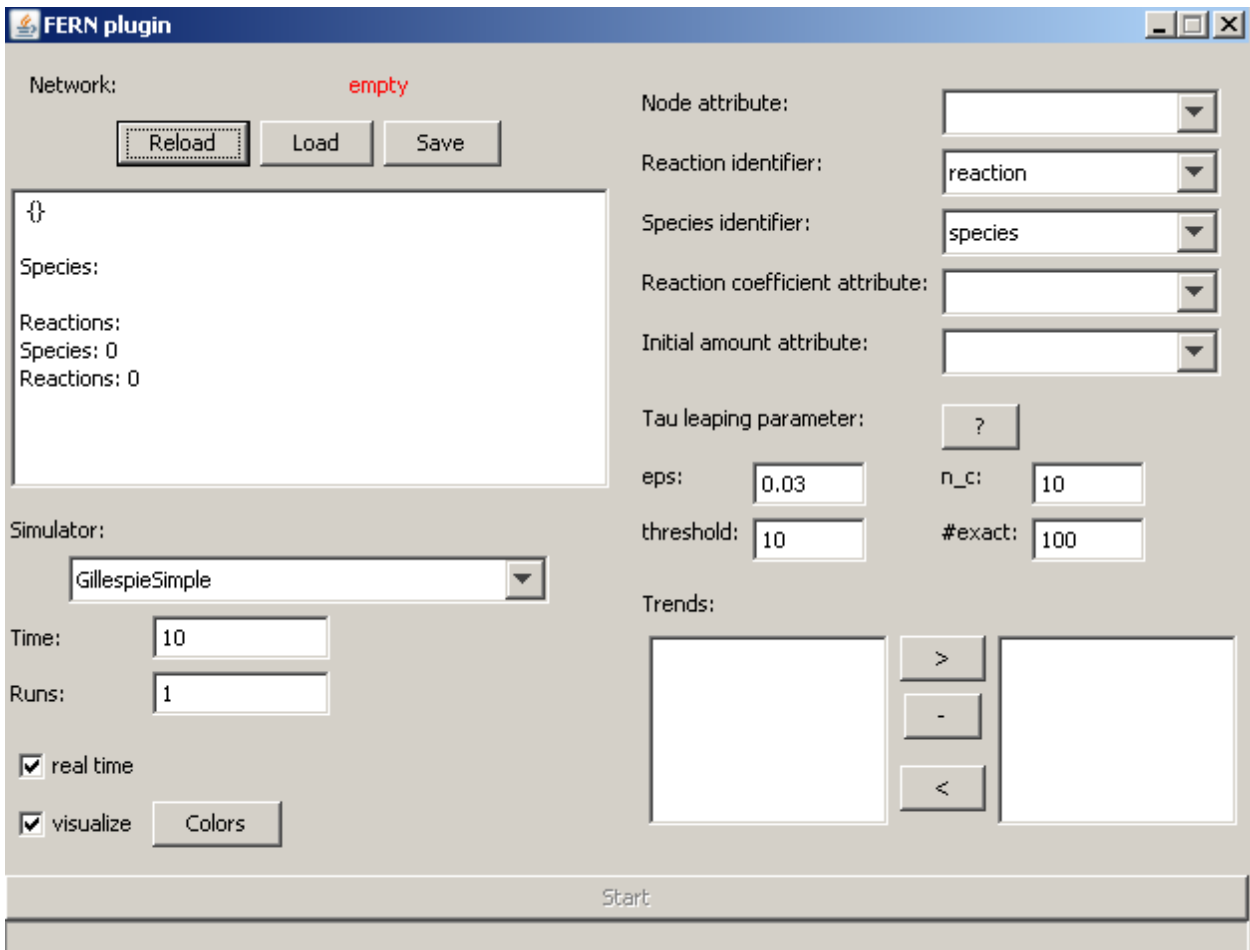 FERN plugin
Network: empty
Reload Load Save
{}
Species:
Reactions:
Species: 0
Reactions: 0
Simulator:
GillespieSimple
Time: 10
Runs: 1
real time
visualize Colors
Node attribute:
Reaction identifier: reaction
Species identifier: species
Reaction coefficient attribute:
Initial amount attribute:
Tau leaping parameter: ?
eps: 0.03 n_c: 10
threshold: 10 #exact: 100
Trends:
>
-
<
Start